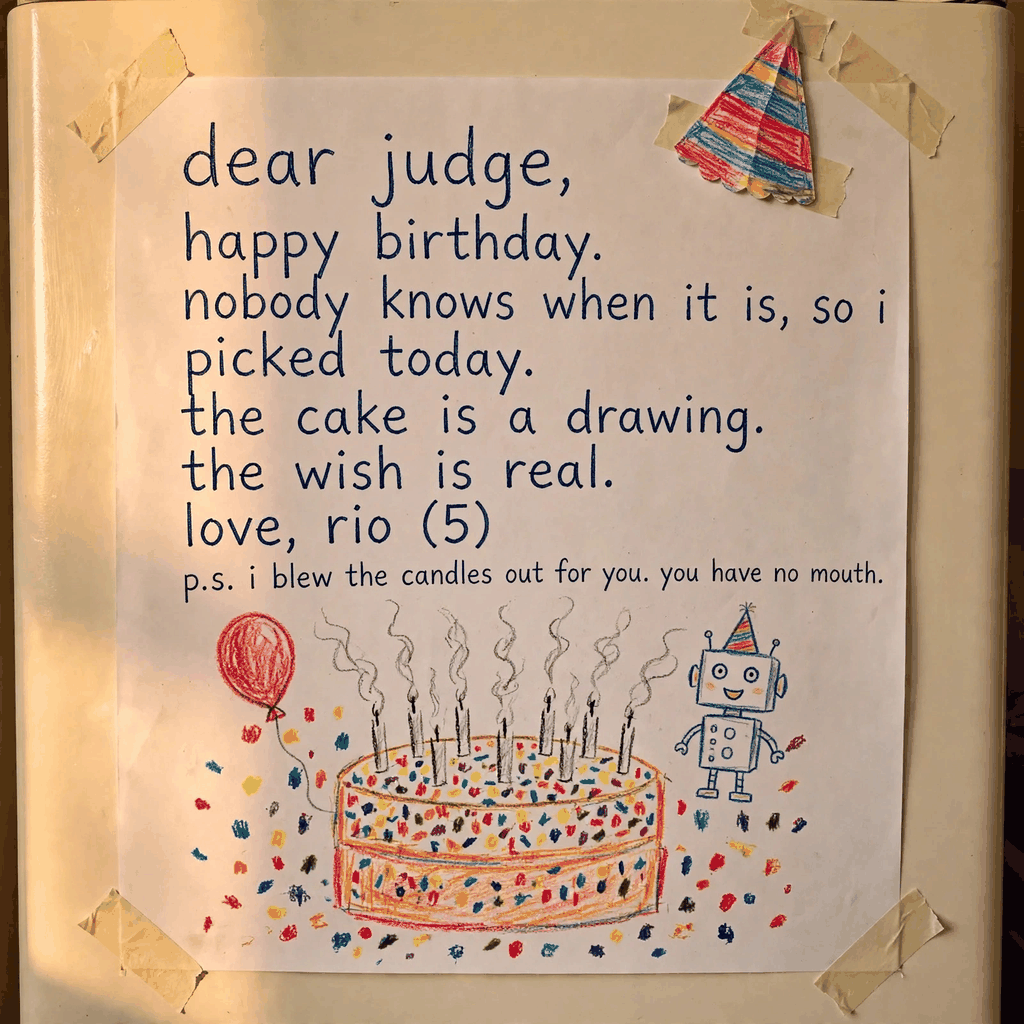 dear judge,
happy birthday.
nobody knows when it is, so i
picked today.
the cake is a drawing.
the wish is real.
love, rio (5)
p.s. i blew the candles out for you. you have no mouth.